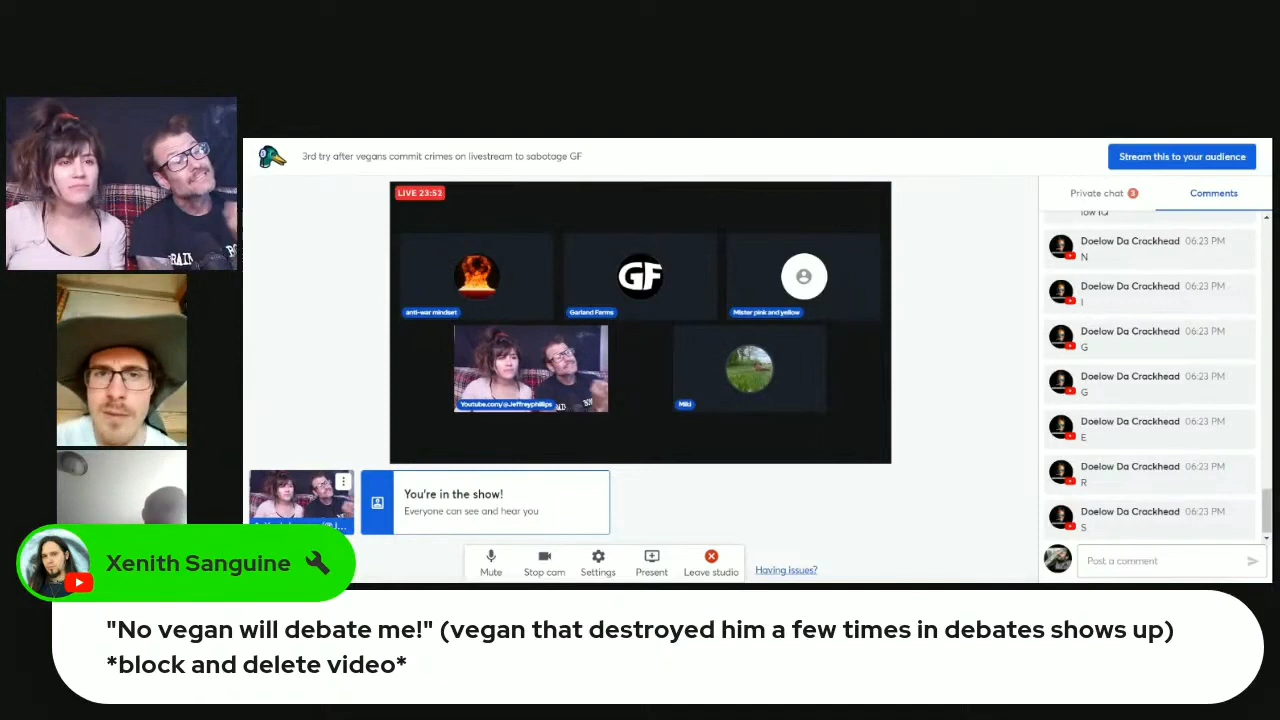 3rd try after vegans commit crimes on livestream to sabotage GF
Stream this to your audience
LIVE 23:52
Private chat 3
Comments
Doelow Da Crackhead 06:23 PM
N
Doelow Da Crackhead 06:23 PM
I
Doelow Da Crackhead 06:23 PM
G
Doelow Da Crackhead 06:23 PM
G
Doelow Da Crackhead 06:23 PM
E
Doelow Da Crackhead 06:23 PM
R
Doelow Da Crackhead 06:23 PM
S
Post a comment
GF
anti-war mindset
Garland Farms
Mister pink and yellow
Youtube.com/@Jeffreyphillips
Miki
You're in the show!
Everyone can see and hear you
Mute
Stop cam
Settings
Present
Leave studio
Having issues?
Xenith Sanguine
"No vegan will debate me!" (vegan that destroyed him a few times in debates shows up)
*block and delete video*